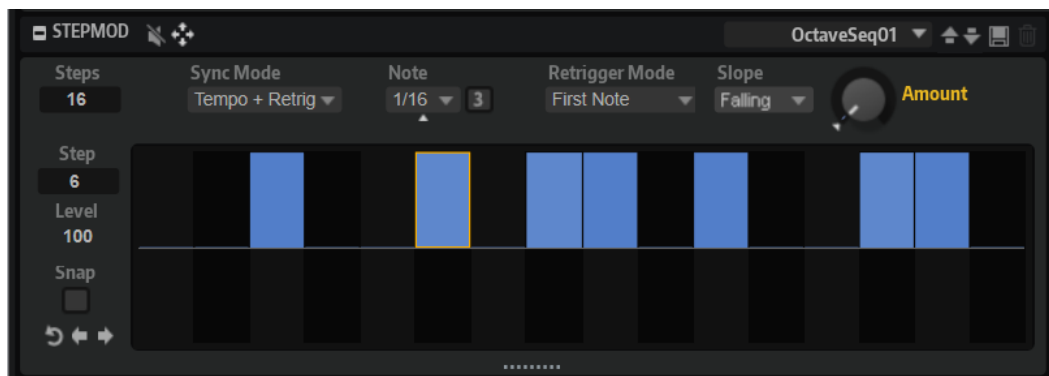 STEPMOD
OctaveSeq01
Steps
Sync Mode
Note
Retrigger Mode
Slope
16
Tempo + Retrig
1/16
3
First Note
Falling
Amount
Step
6
Level
100
Snap